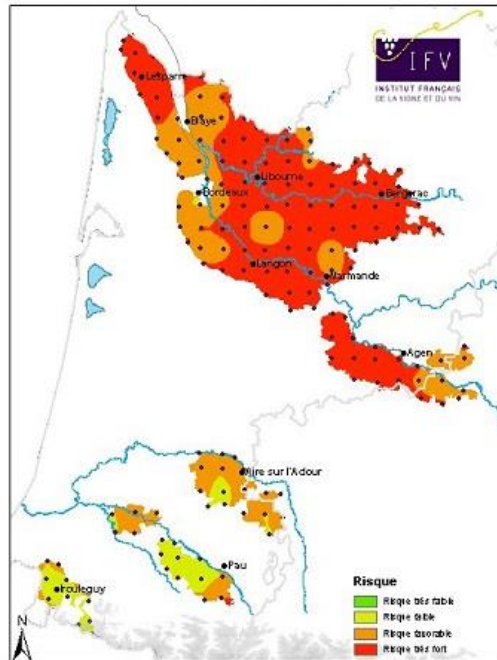 IFV
INSTITUT FRANÇAIS
DE LA VIGNE ET DU VIN
Lesparre
Blaye
Libourne
Bordeaux
Bergerac
Langon
Marmande
Agen
Aire sur l'Adour
Pau
Irouleguy
N
Risque
Risque très faible
Risque faible
Risque favorable
Risque très fort